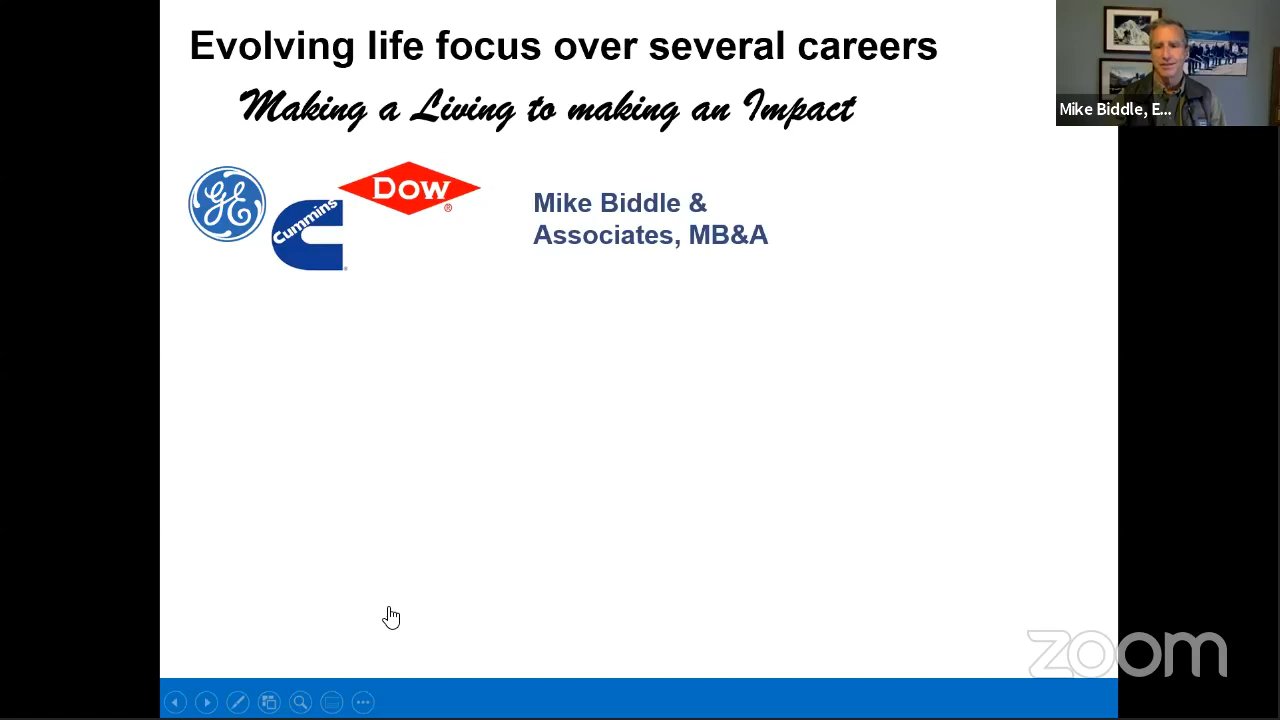 Evolving life focus over several careers
Making a Living to making an Impact
GE
Cummins
DOW
®
®
Mike Biddle &
Associates, MB&A
Mike Biddle, E...
zoom